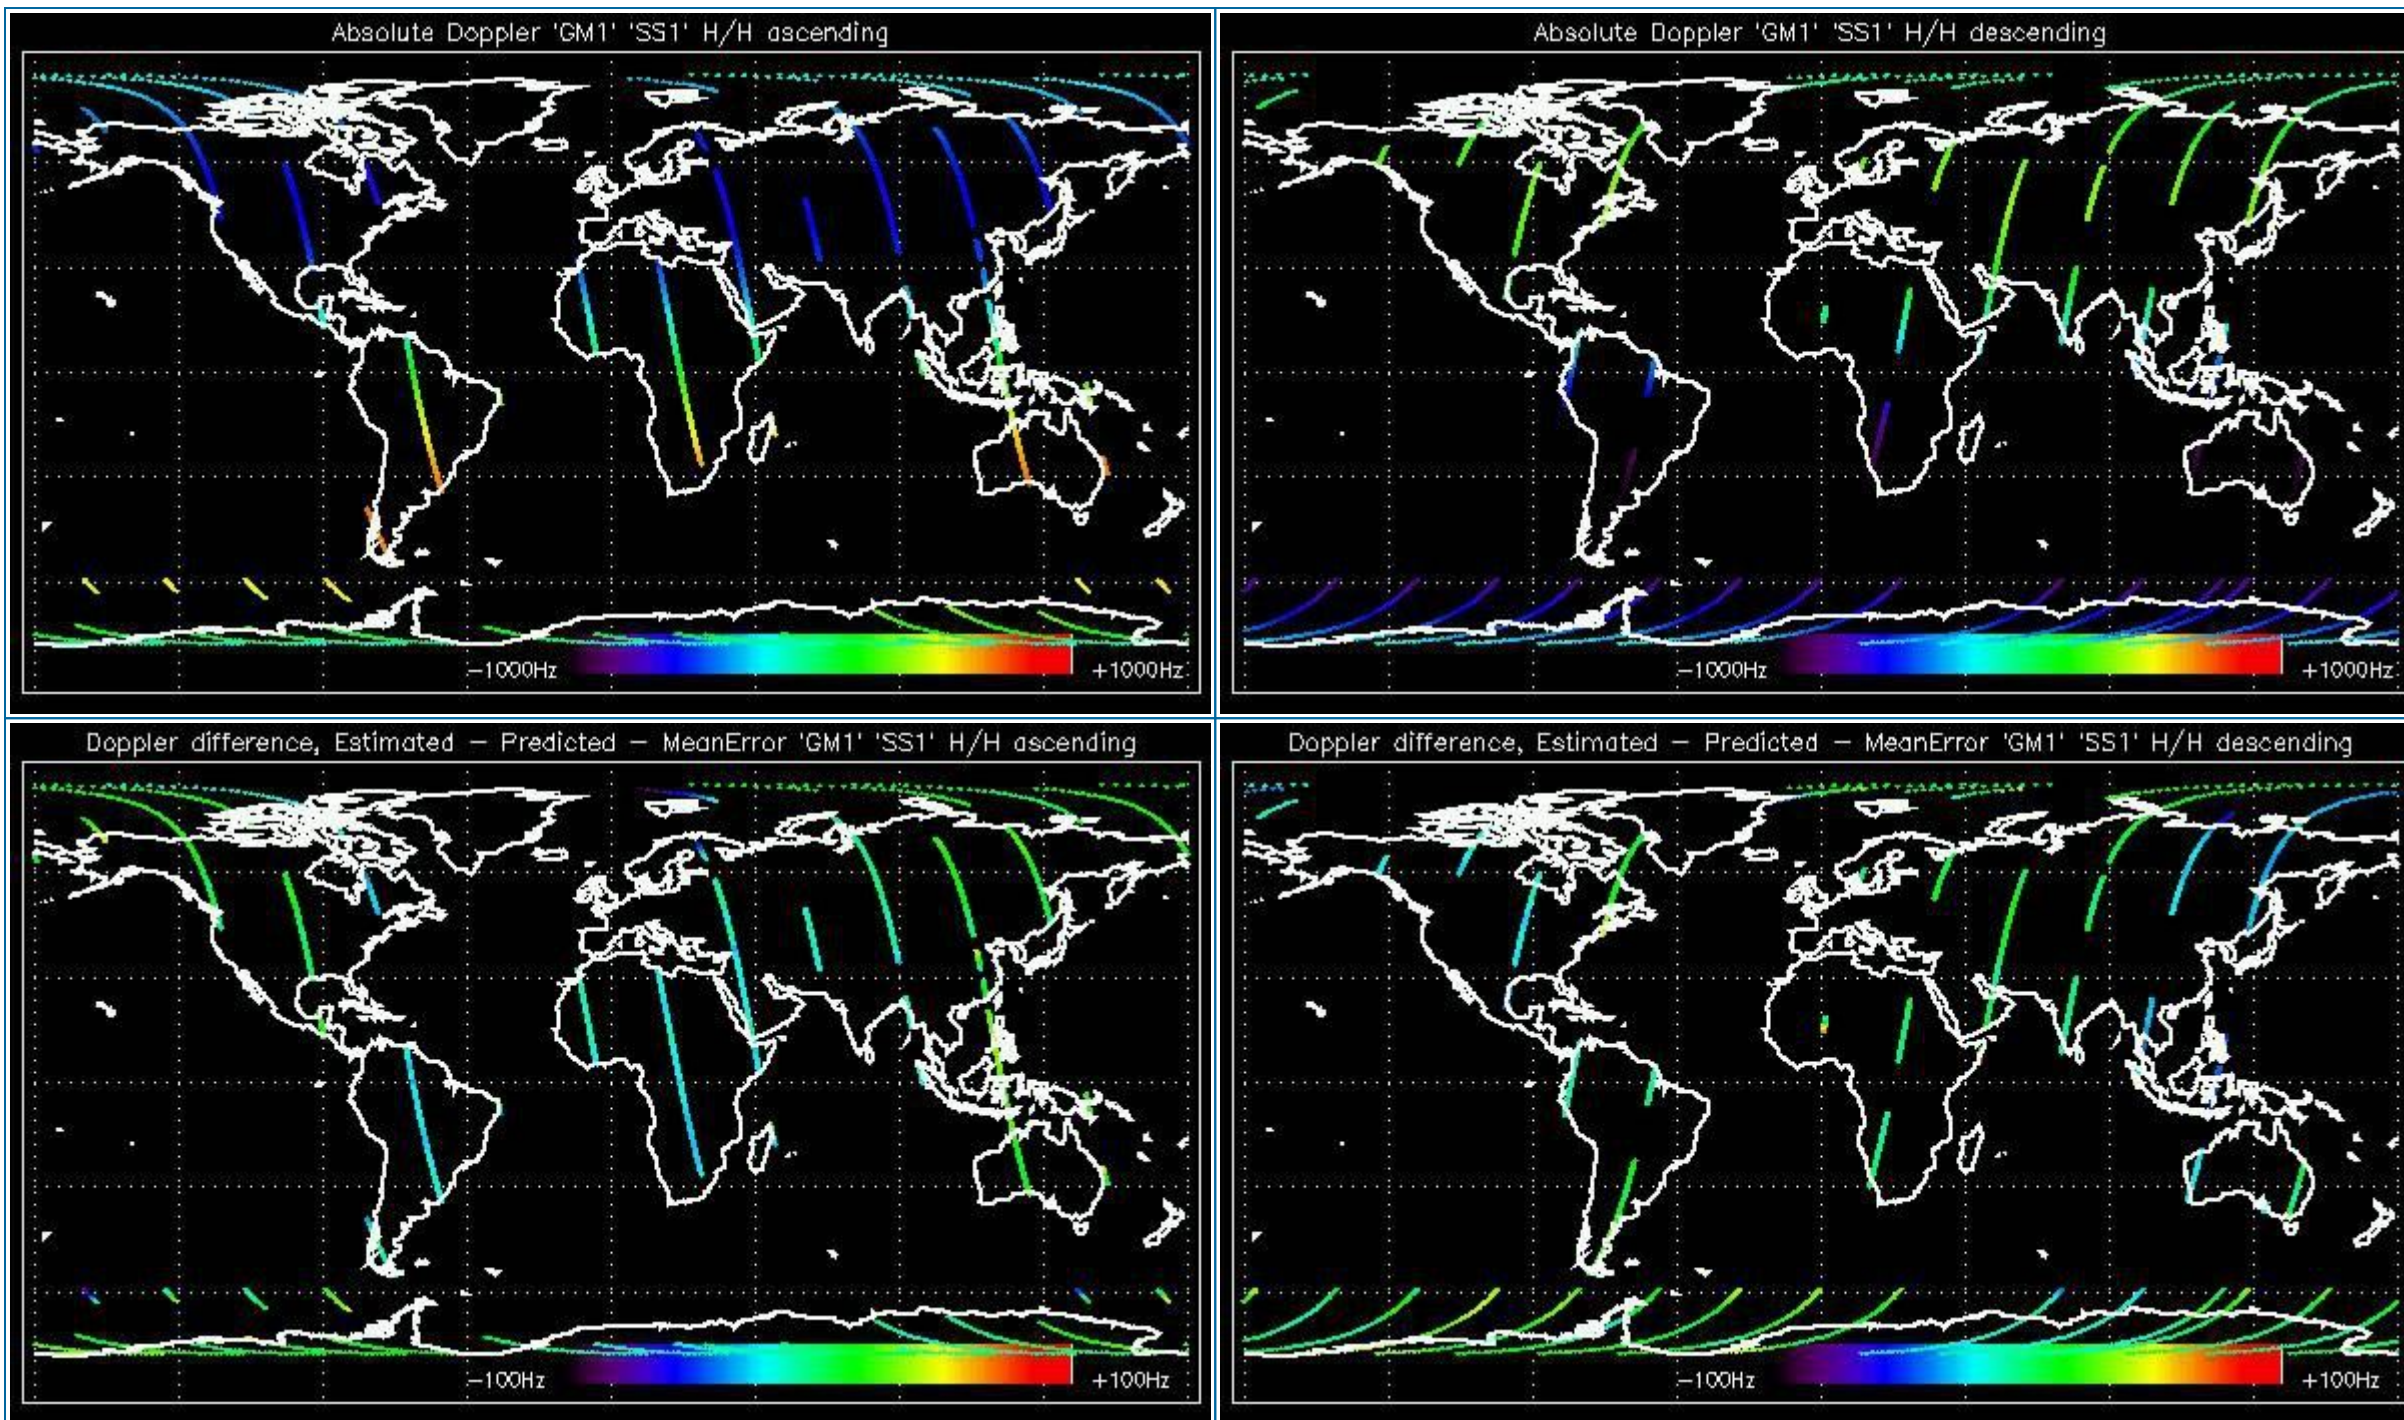 Absolute Doppler 'GM1' 'SS1' H/H ascending
−1000Hz
+1000Hz
Absolute Doppler 'GM1' 'SS1' H/H descending
−1000Hz
+1000Hz
Doppler difference, Estimated − Predicted − MeanError 'GM1' 'SS1' H/H ascending
−100Hz
+100Hz
Doppler difference, Estimated − Predicted − MeanError 'GM1' 'SS1' H/H descending
−100Hz
+100Hz